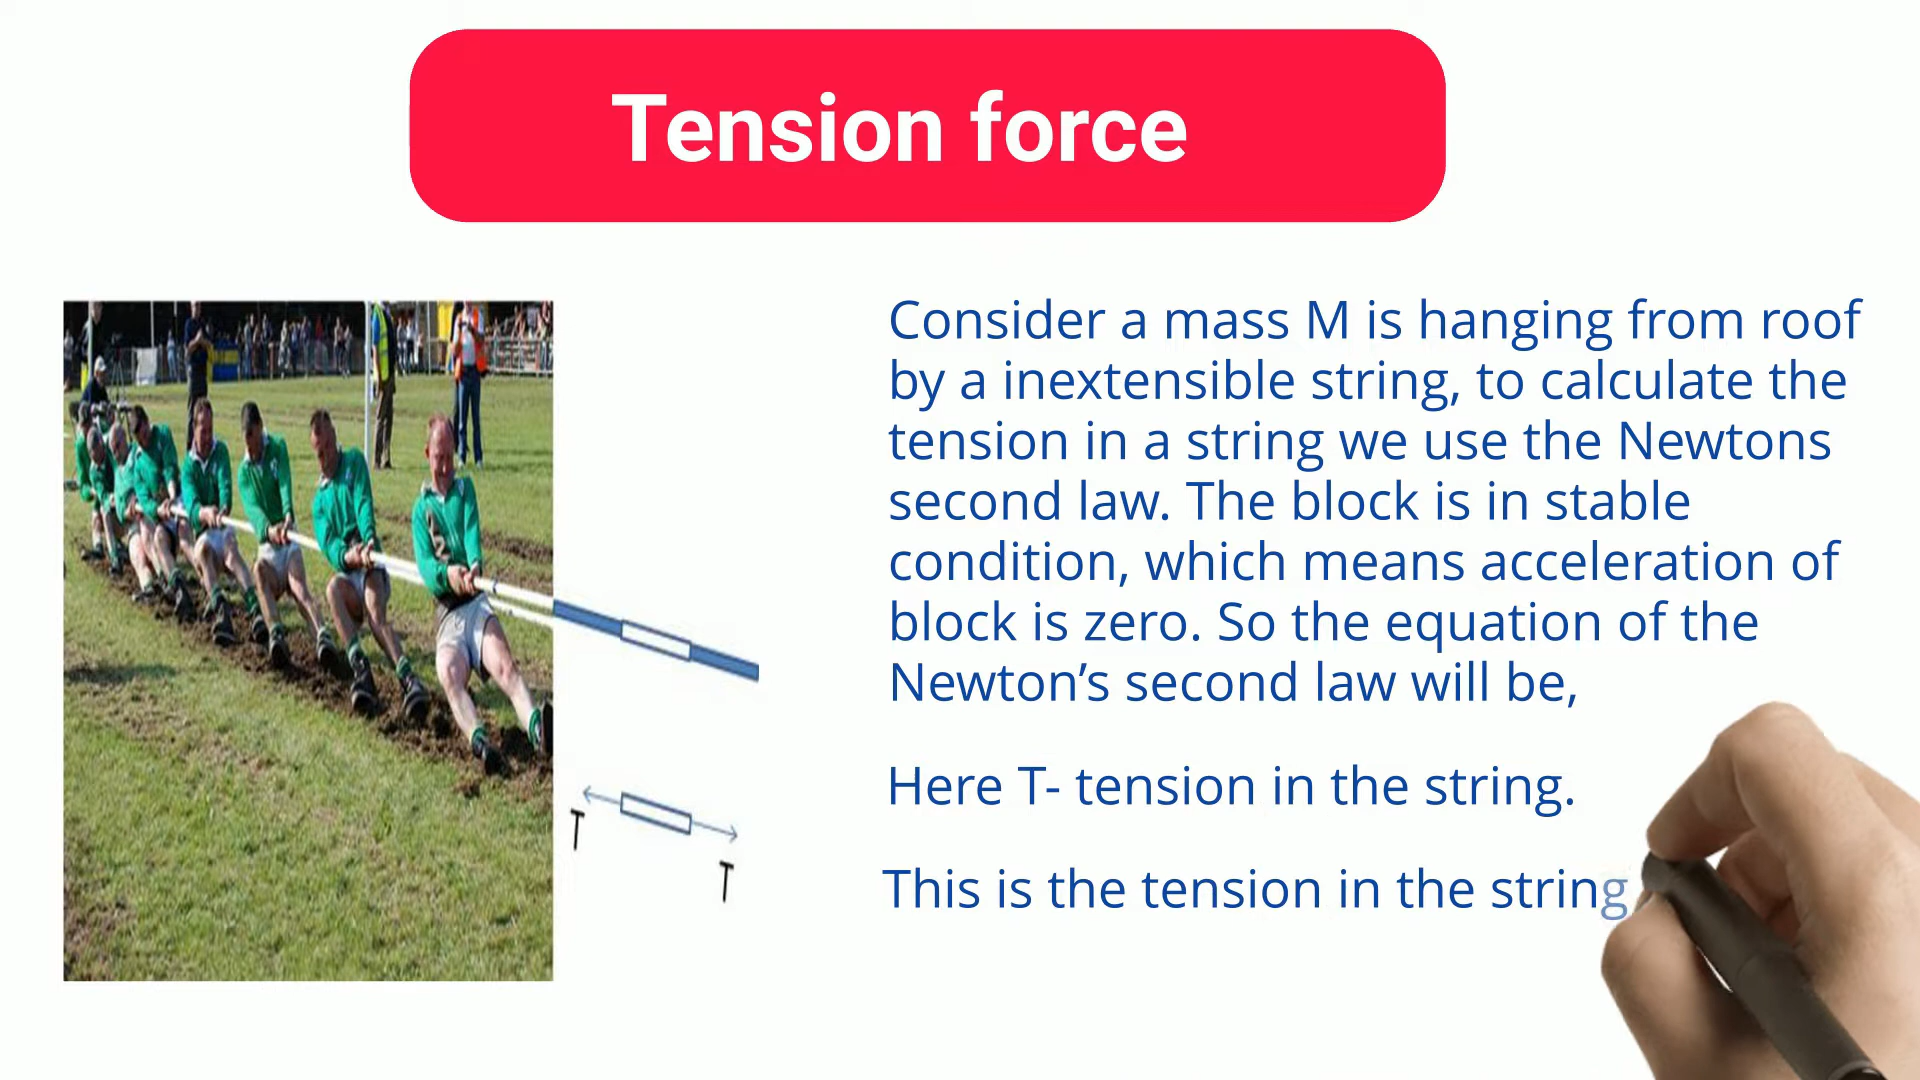 Tension force
Consider a mass M is hanging from roof
by a inextensible string, to calculate the
tension in a string we use the Newtons
second law. The block is in stable
condition, which means acceleration of
block is zero. So the equation of the
Newton’s second law will be,
Here T- tension in the string.
This is the tension in the string
T
T